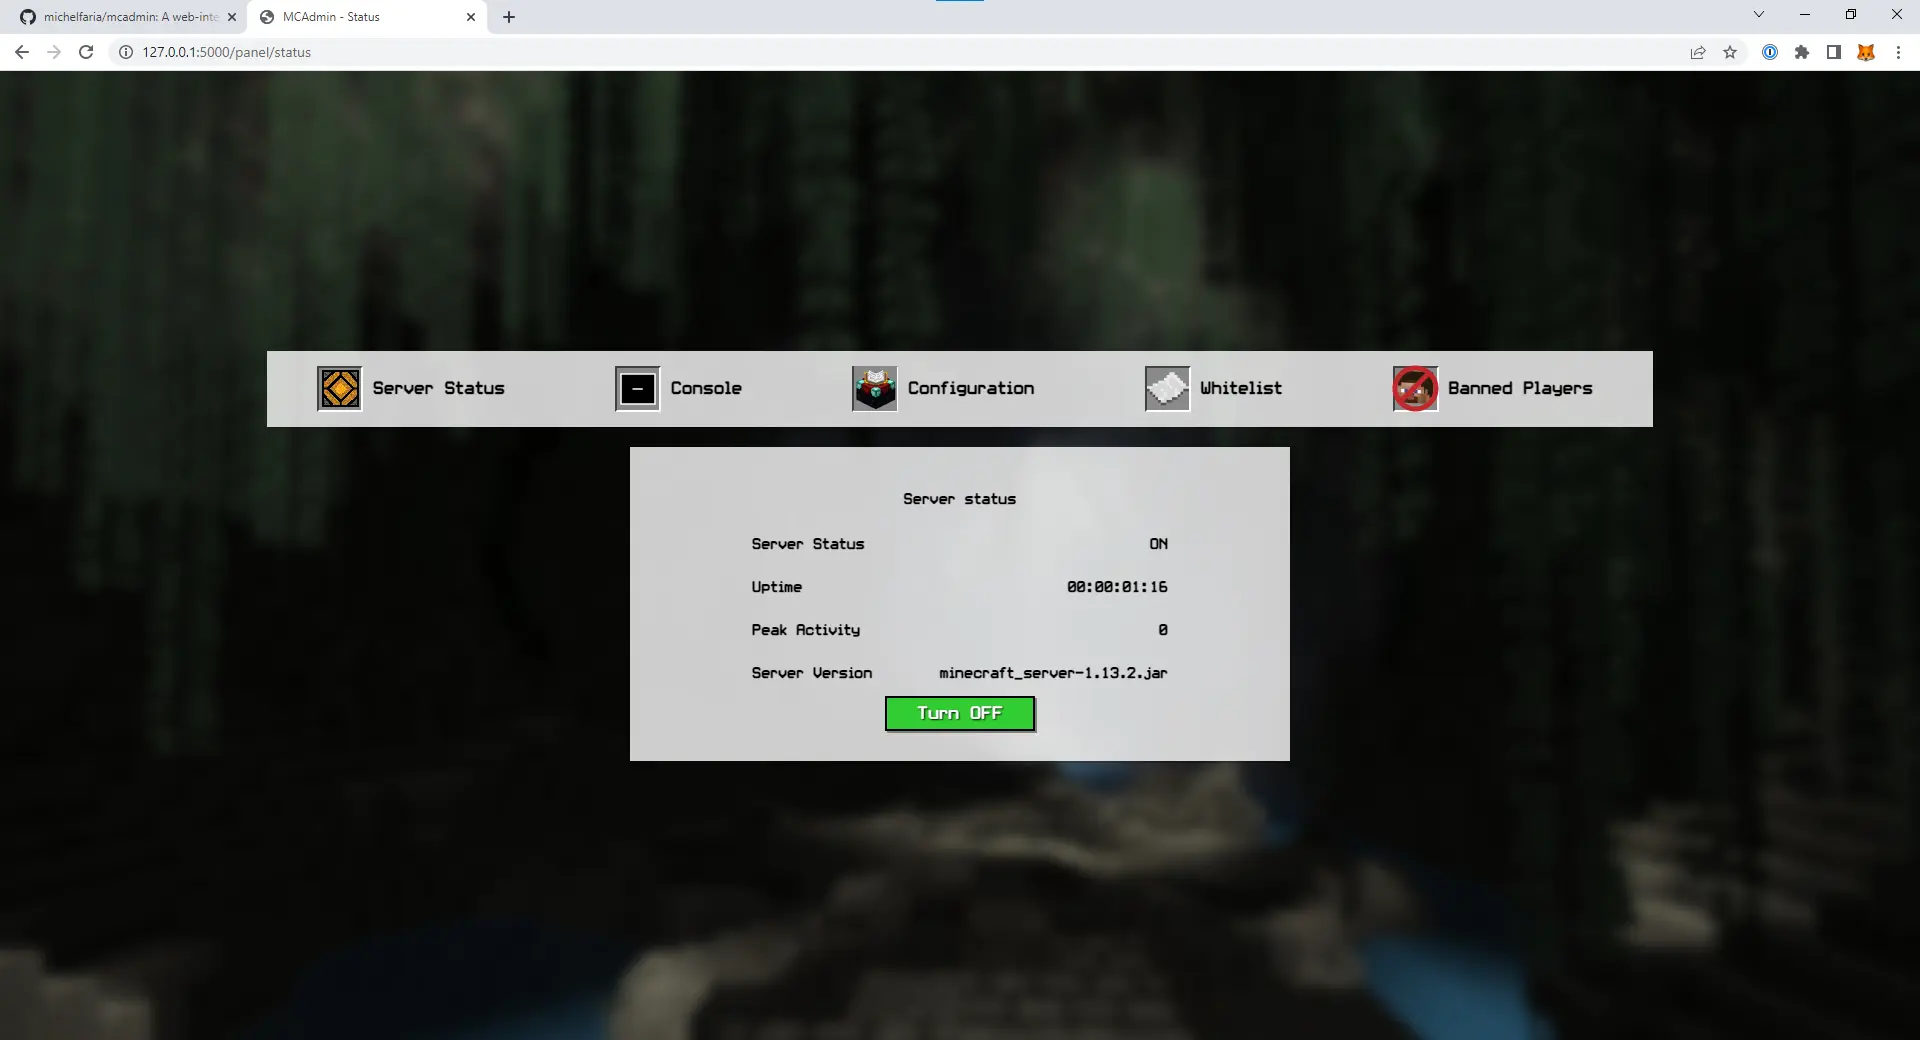 michelfaria/mcadmin: A web-inte
MCAdmin - Status
127.0.0.1:5000/panel/status
Server Status
Console
Configuration
Whitelist
Banned Players
Server status
Server Status ON
Uptime 00:00:01:16
Peak Activity 0
Server Version minecraft_server-1.13.2.jar
Turn OFF